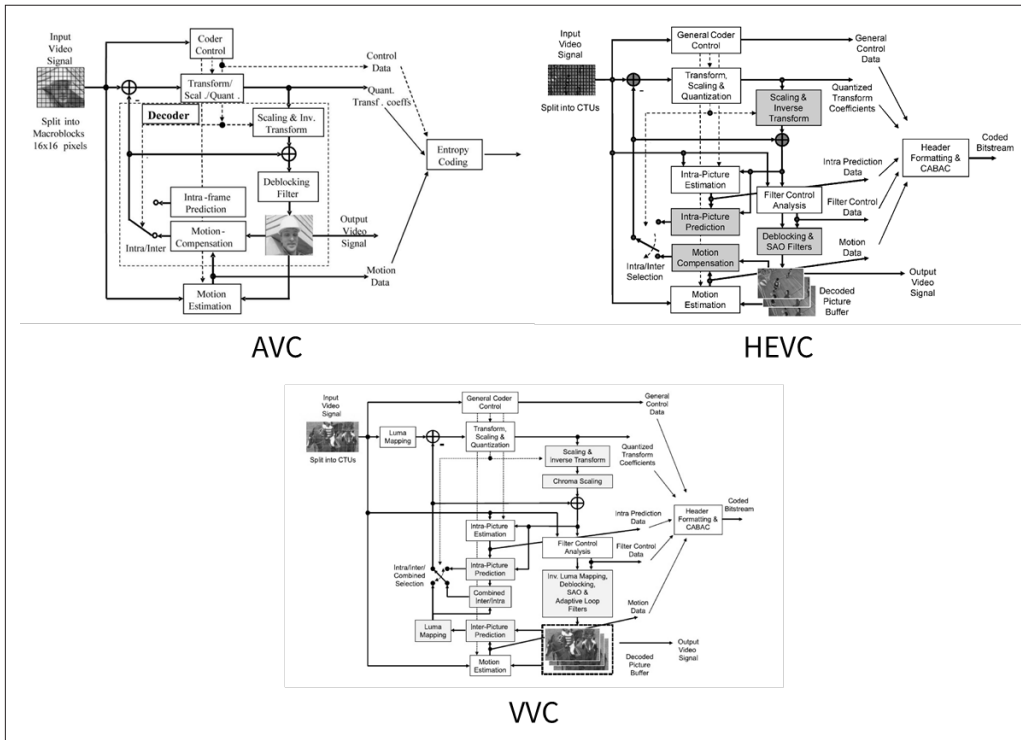 Input
Video
Signal
Split into
Macroblocks
16x16 pixels
Coder
Control
Control
Data
Transform/
Scal ./Quant .
Quant.
Transf . coeffs
Decoder
Scaling & Inv.
Transform
Entropy
Coding
Deblocking
Filter
Intra-frame
Prediction
Motion-
Compensation
Intra/Inter
Output
Video
Signal
Motion
Data
Motion
Estimation
AVC
Input
Video
Signal
Split into CTUs
General Coder
Control
General
Control
Data
Transform,
Scaling &
Quantization
Quantized
Transform
Coefficients
Scaling &
Inverse
Transform
Coded
Bitstream
Header
Formatting &
CABAC
Intra-Picture
Estimation
Intra Prediction
Data
Filter Control
Analysis
Filter Control
Data
Intra-Picture
Prediction
Deblocking &
SAO Filters
Motion
Data
Motion
Compensation
Intra/Inter
Selection
Motion
Estimation
Output
Video
Signal
Decoded
Picture
Buffer
HEVC
Input
Video
Signal
Split into CTUs
General Coder
Control
General
Control
Data
Luma
Mapping
Transform,
Scaling &
Quantization
Quantized
Transform
Coefficients
Scaling &
Inverse Transform
Chroma Scaling
Coded
Bitstream
Header
Formatting &
CABAC
Intra-Picture
Estimation
Intra Prediction
Data
Filter Control
Analysis
Filter Control
Data
Intra/Inter/
Combined
Selection
Intra-Picture
Prediction
Inv. Luma Mapping,
Deblocking,
SAO &
Adaptive Loop
Filters
Combined
Inter/Intra
Motion
Data
Luma
Mapping
Inter-Picture
Prediction
Motion
Estimation
Decoded
Picture
Buffer
Output
Video
Signal
VVC